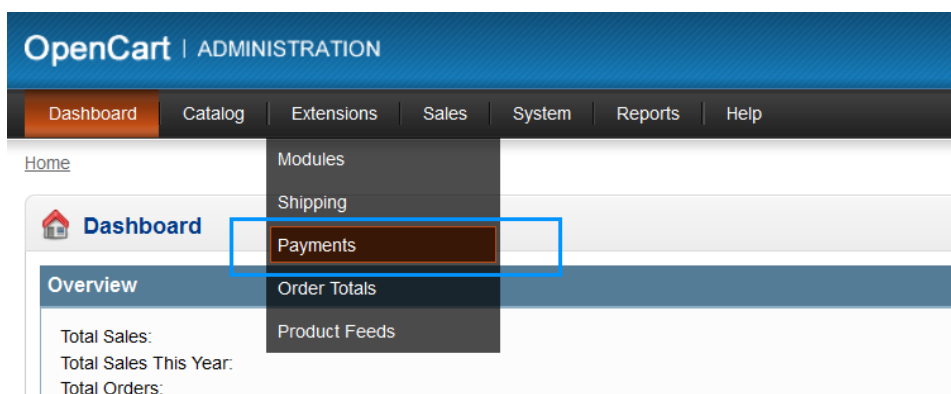 OpenCart | ADMINISTRATION
Dashboard Catalog Extensions Sales System Reports Help
Home
Modules
Shipping
Dashboard
Payments
Overview
Order Totals
Product Feeds
Total Sales:
Total Sales This Year:
Total Orders: